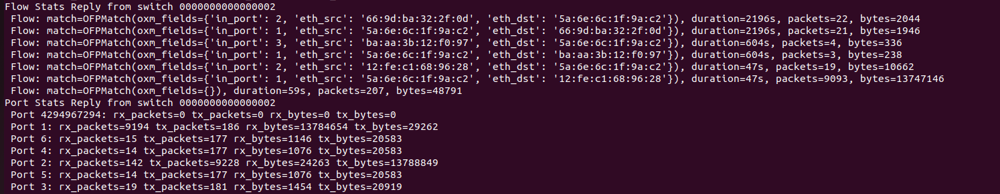 Flow Stats Reply from switch 0000000000000002
Flow: match=OFPMatch(oxm_fields={'in_port': 2, 'eth_src': '66:9d:ba:32:2f:0d', 'eth_dst': '5a:6e:6c:1f:9a:c2'}), duration=2196s, packets=22, bytes=2044
Flow: match=OFPMatch(oxm_fields={'in_port': 1, 'eth_src': '5a:6e:6c:1f:9a:c2', 'eth_dst': '66:9d:ba:32:2f:0d'}), duration=2196s, packets=21, bytes=1946
Flow: match=OFPMatch(oxm_fields={'in_port': 3, 'eth_src': 'ba:aa:3b:12:f0:97', 'eth_dst': '5a:6e:6c:1f:9a:c2'}), duration=604s, packets=4, bytes=336
Flow: match=OFPMatch(oxm_fields={'in_port': 1, 'eth_src': '5a:6e:6c:1f:9a:c2', 'eth_dst': 'ba:aa:3b:12:f0:97'}), duration=604s, packets=3, bytes=238
Flow: match=OFPMatch(oxm_fields={'in_port': 2, 'eth_src': '12:fe:c1:68:96:28', 'eth_dst': '5a:6e:6c:1f:9a:c2'}), duration=47s, packets=19, bytes=10662
Flow: match=OFPMatch(oxm_fields={'in_port': 1, 'eth_src': '5a:6e:6c:1f:9a:c2', 'eth_dst': '12:fe:c1:68:96:28'}), duration=47s, packets=9093, bytes=13747146
Flow: match=OFPMatch(oxm_fields={}), duration=59s, packets=207, bytes=48791
Port Stats Reply from switch 0000000000000002
Port 4294967294: rx_packets=0 tx_packets=0 rx_bytes=0 tx_bytes=0
Port 1: rx_packets=9194 tx_packets=186 rx_bytes=13784654 tx_bytes=29262
Port 6: rx_packets=15 tx_packets=177 rx_bytes=1146 tx_bytes=20583
Port 4: rx_packets=14 tx_packets=177 rx_bytes=1076 tx_bytes=20583
Port 2: rx_packets=142 tx_packets=9228 rx_bytes=24263 tx_bytes=13788849
Port 5: rx_packets=14 tx_packets=177 rx_bytes=1076 tx_bytes=20583
Port 3: rx_packets=19 tx_packets=181 rx_bytes=1454 tx_bytes=20919